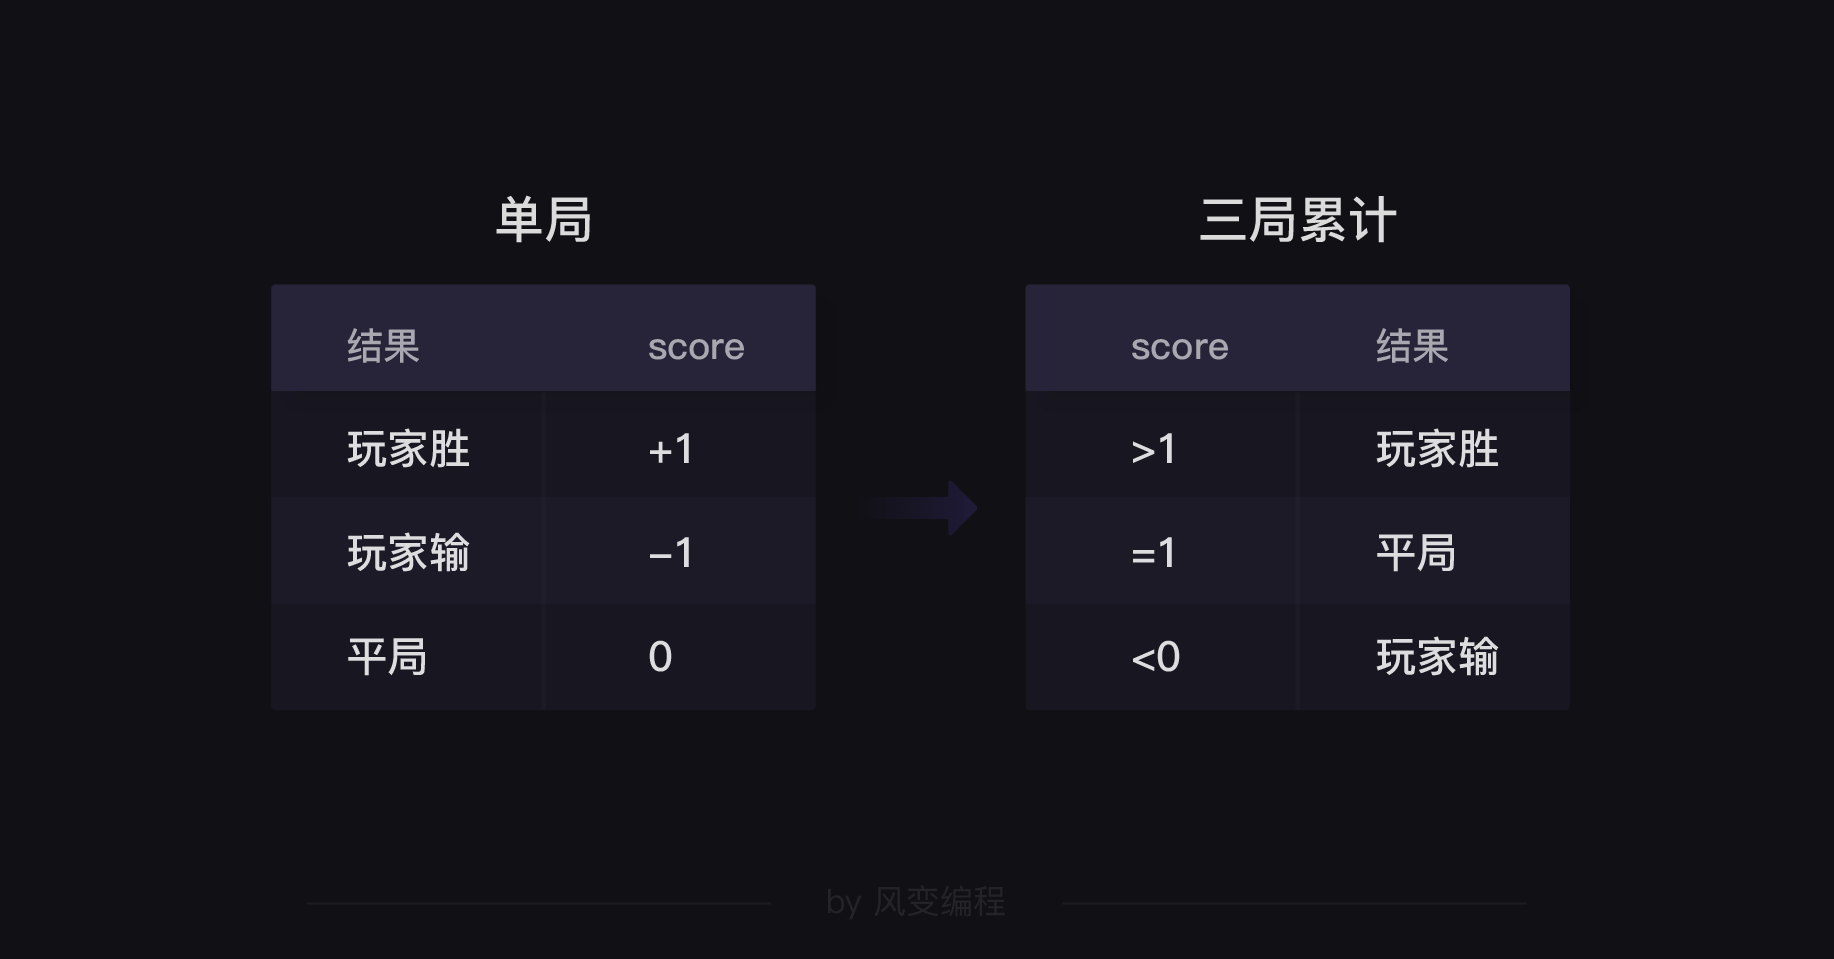 单局
结果 score
玩家胜 +1
玩家输 –1
平局 0
三局累计
score 结果
>1 玩家胜
=1 平局
<0 玩家输
by 风变编程